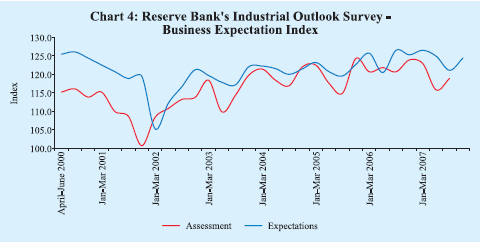 Chart 4: Reserve Bank's Industrial Outlook Survey -
Business Expectation Index
130.0
125.0
120.0
115.0
110.0
105.0
100.0
Index
April-June 2000
Jan-Mar 2001
Jan-Mar 2002
Jan-Mar 2003
Jan-Mar 2004
Jan-Mar 2005
Jan-Mar 2006
Jan-Mar 2007
Assessment Expectations